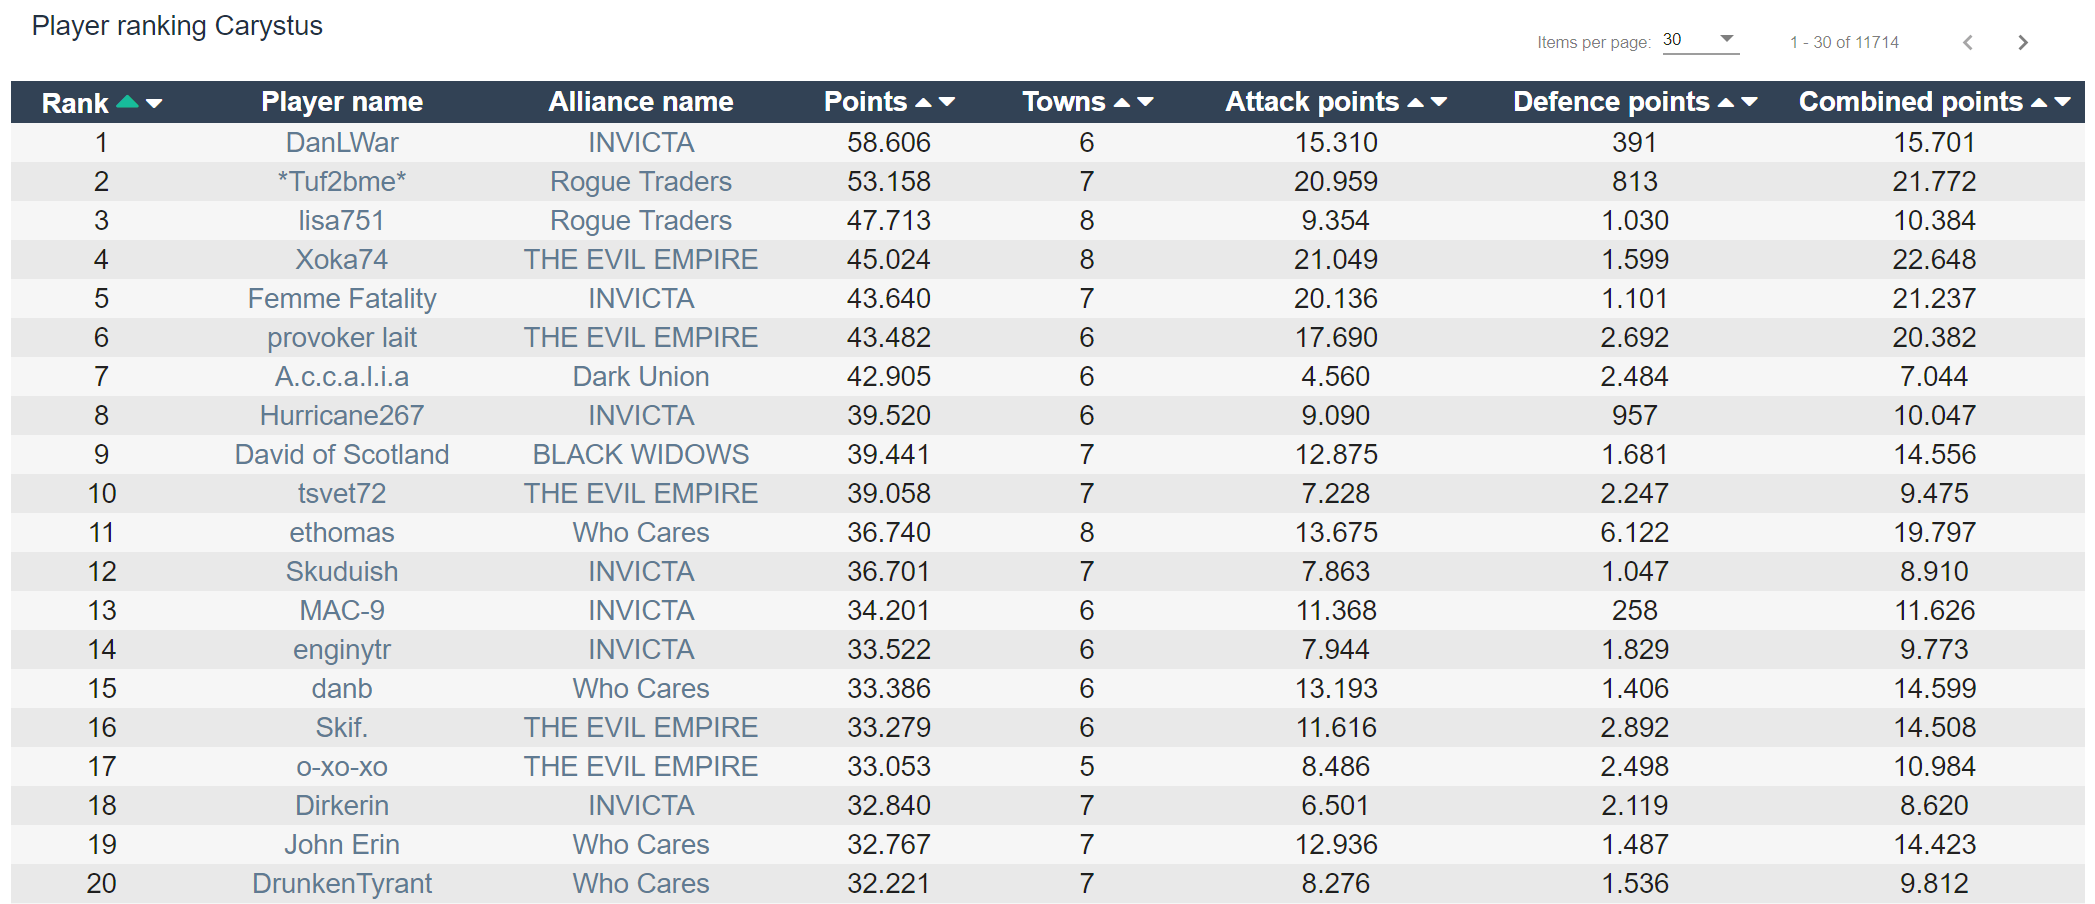 Player ranking Carystus
Items per page: 30 1 - 30 of 11714
Rank Player name Alliance name Points Towns Attack points Defence points Combined points
1 DanLWar INVICTA 58.606 6 15.310 391 15.701
2 *Tuf2bme* Rogue Traders 53.158 7 20.959 813 21.772
3 lisa751 Rogue Traders 47.713 8 9.354 1.030 10.384
4 Xoka74 THE EVIL EMPIRE 45.024 8 21.049 1.599 22.648
5 Femme Fatality INVICTA 43.640 7 20.136 1.101 21.237
6 provoker lait THE EVIL EMPIRE 43.482 6 17.690 2.692 20.382
7 A.c.c.a.l.i.a Dark Union 42.905 6 4.560 2.484 7.044
8 Hurricane267 INVICTA 39.520 6 9.090 957 10.047
9 David of Scotland BLACK WIDOWS 39.441 7 12.875 1.681 14.556
10 tsvet72 THE EVIL EMPIRE 39.058 7 7.228 2.247 9.475
11 ethomas Who Cares 36.740 8 13.675 6.122 19.797
12 Skuduish INVICTA 36.701 7 7.863 1.047 8.910
13 MAC-9 INVICTA 34.201 6 11.368 258 11.626
14 enginytr INVICTA 33.522 6 7.944 1.829 9.773
15 danb Who Cares 33.386 6 13.193 1.406 14.599
16 Skif. THE EVIL EMPIRE 33.279 6 11.616 2.892 14.508
17 o-xo-xo THE EVIL EMPIRE 33.053 5 8.486 2.498 10.984
18 Dirkerin INVICTA 32.840 7 6.501 2.119 8.620
19 John Erin Who Cares 32.767 7 12.936 1.487 14.423
20 DrunkenTyrant Who Cares 32.221 7 8.276 1.536 9.812